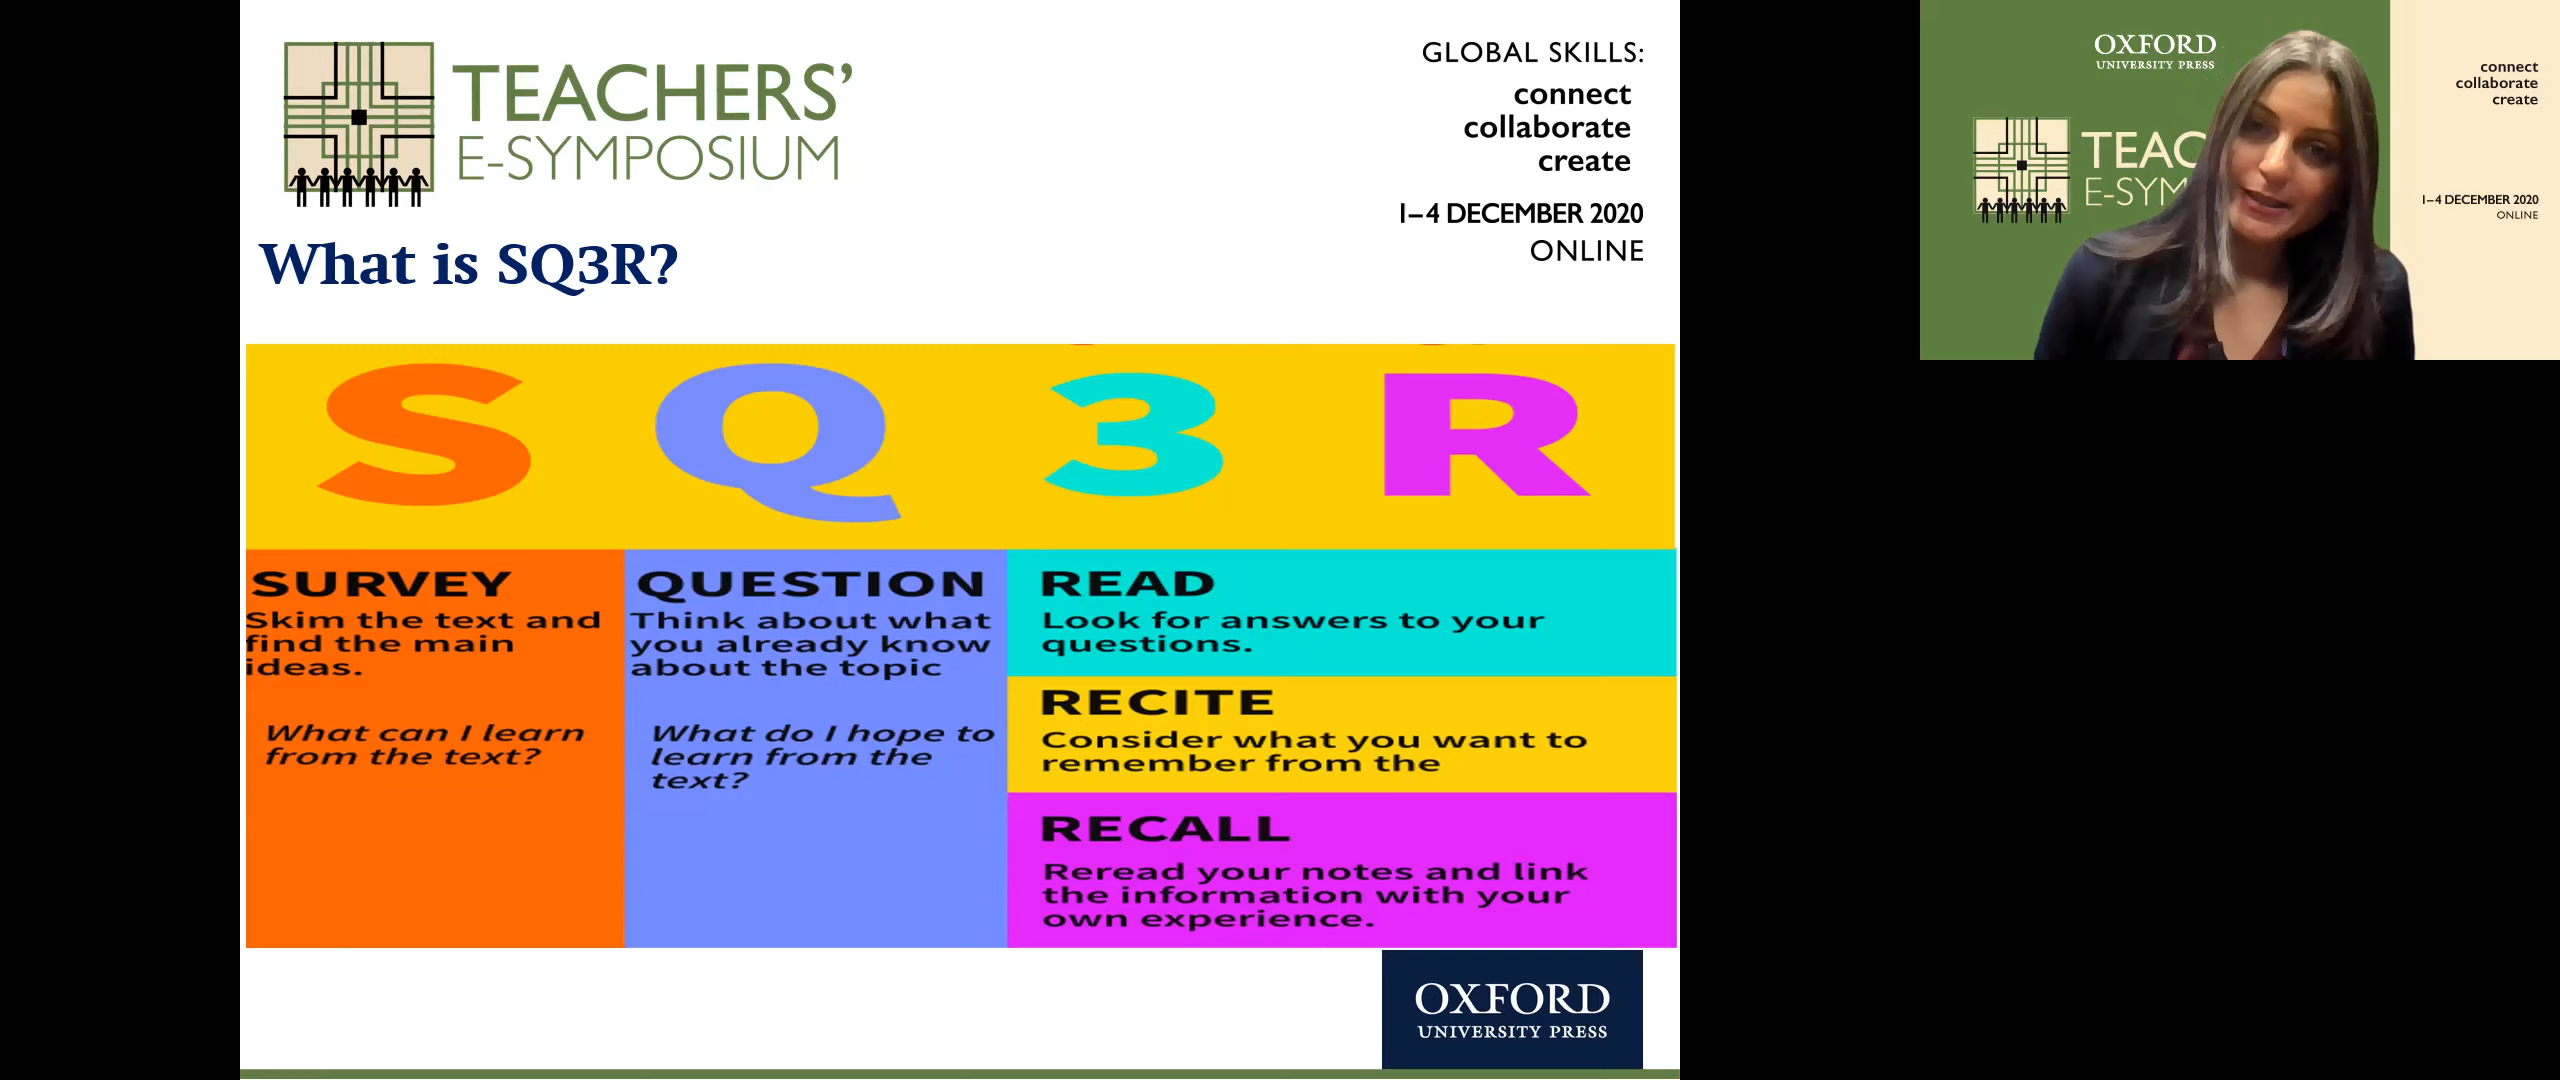 TEACHERS’
E-SYMPOSIUM
GLOBAL SKILLS:
connect
collaborate
create
1–4 DECEMBER 2020
ONLINE
What is SQ3R?
S Q 3 R
SURVEY
Skim the text and
find the main
ideas.
What can I learn
from the text?
QUESTION
Think about what
you already know
about the topic
What do I hope to
learn from the
text?
READ
Look for answers to your
questions.
RECITE
Consider what you want to
remember from the
RECALL
Reread your notes and link
the information with your
own experience.
OXFORD
UNIVERSITY PRESS
OXFORD
UNIVERSITY PRESS
TEAC
E-SYM
connect
collaborate
create
1–4 DECEMBER 2020
ONLINE